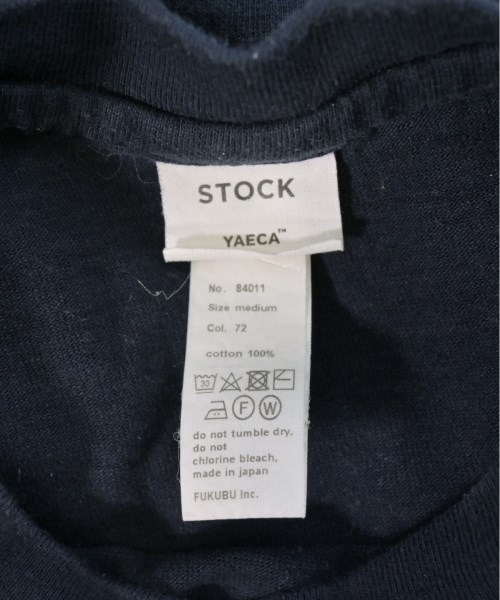 STOCK
YAECA™
No. 84011
Size medium
Col. 72
cotton 100%
30
F W
do not tumble dry.
do not
chlorine bleach,
made in japan
FUKUBU Inc.